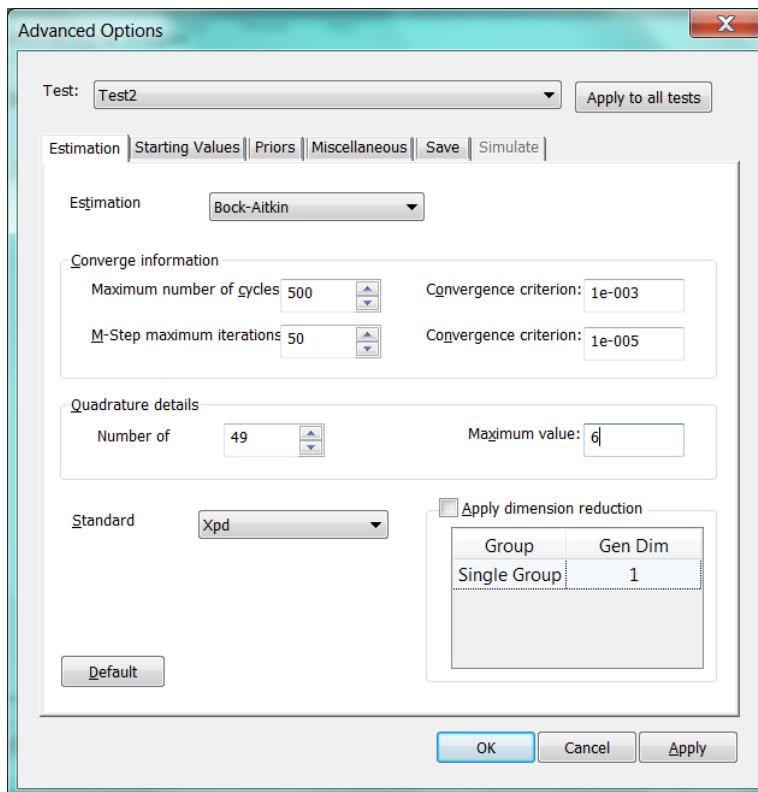 Advanced Options
X
Test: Test2 Apply to all tests
Estimation Starting Values Priors Miscellaneous Save Simulate
Estimation Bock-Aitkin
Converge information
Maximum number of cycles 500 Convergence criterion: 1e-003
M-Step maximum iterations 50 Convergence criterion: 1e-005
Quadrature details
Number of 49 Maximum value: 6
Standard Xpd Apply dimension reduction
Group Gen Dim
Single Group 1
Default
OK Cancel Apply